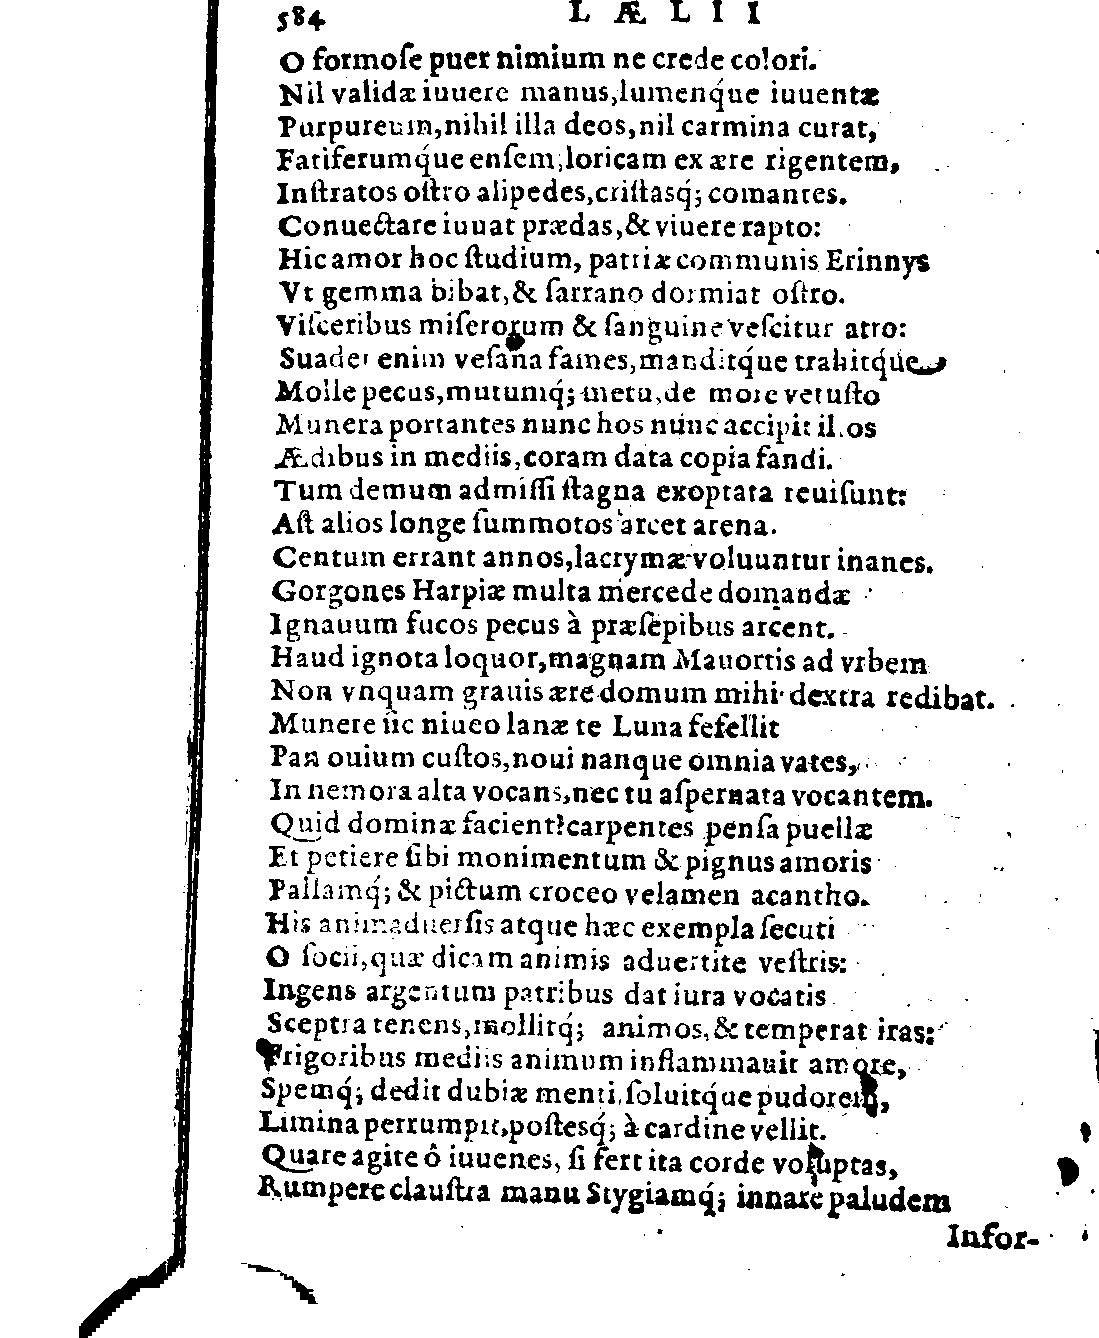 584 LÆLII
O formoſe puer nimium ne crede colori.
Nil validæ iuuere manus,lumenq́ue iuuentæ
Purpureum,nihil illa deos,nil carmina curat,
Fatiferumq́ue enſem,loricam ex ære rigentem,
Inſtratos oſtro alipedes,criſtasq́; comantes.
Conuectare iuuat prædas,& viuere rapto:
Hic amor hoc ſtudium, patriæ communis Erinnys
Vt gemma bibat,& ſarrano dormiat oſtro.
Viſceribus miſerorum & ſanguine veſcitur atro:
Suadet enim veſana fames,manditq́ue trahitq́ue
Molle pecus,mutumq́; metu,de more vetuſto
Munera portantes nunc hos nunc accipit illos
Ædibus in mediis,coram data copia fandi.
Tum demum admiſſi ſtagna exoptata reuiſunt:
Aſt alios longe ſummotos arcet arena.
Centum errant annos,lacrymæ voluuntur inanes.
Gorgones Harpiæ multa mercede domandæ
Ignauum fucos pecus à præſepibus arcent.
Haud ignota loquor,magnam Mauortis ad vrbem
Non vnquam grauis ære domum mihi dextra redibat.
Munere ſic niueo lanæ te Luna fefellit
Pan ouium cuſtos,noui nanque omnia vates,
In nemora alta vocans,nec tu aſpernata vocantem.
Quid dominæ facient?carpentes penſa puellæ
Et petiere ſibi monimentum & pignus amoris
Pallamq́; & pictum croceo velamen acantho.
His animaduerſis atque hæc exempla ſecuti
O ſocii,quæ dicam animis aduertite veſtris:
Ingens argentum patribus dat iura vocatis
Sceptra tenens,mollitq́; animos,& temperat iras:
Frigoribus mediis animum inflammauit amore,
Spemq́; dedit dubiæ menti,ſoluitq́ue pudorem,
Limina perrumpit,poſtesq́; à cardine vellit.
Quare agite ô iuuenes, ſi fert ita corde voluptas,
Rumpere clauſtra manu Stygiamq́; innare paludem
Infor-